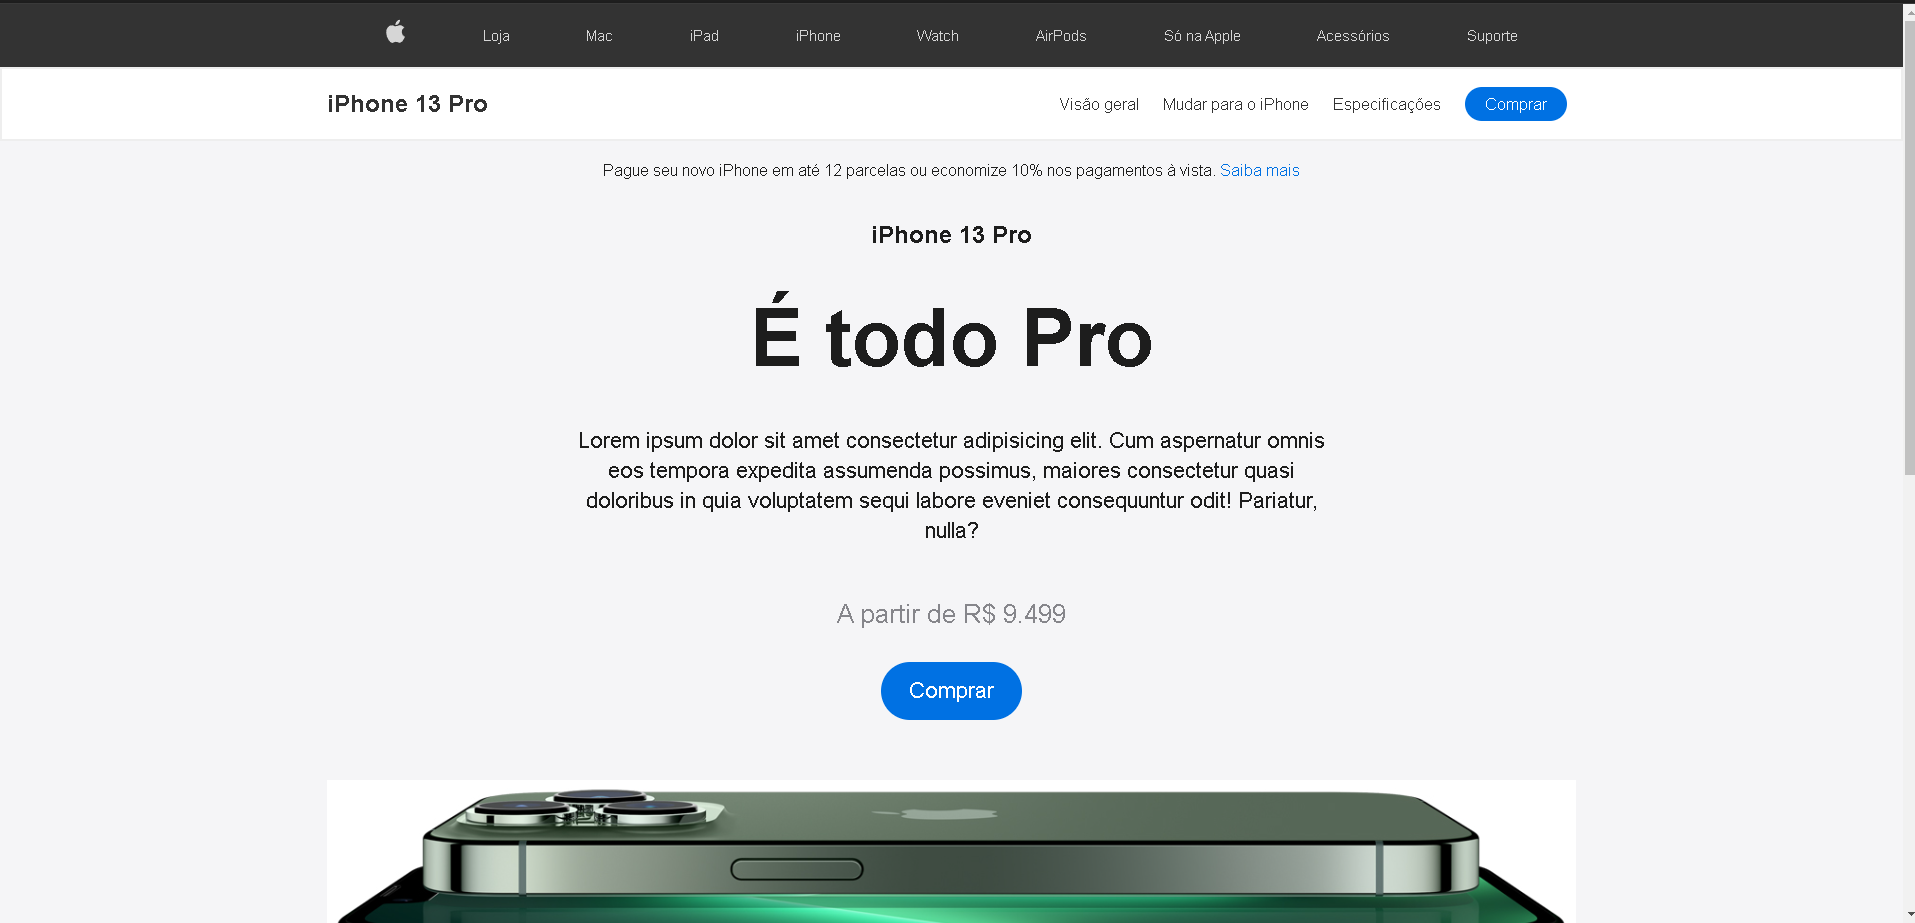 Loja Mac iPad iPhone Watch AirPods Só na Apple Acessórios Suporte
iPhone 13 Pro Visão geral Mudar para o iPhone Especificações Comprar
Pague seu novo iPhone em até 12 parcelas ou economize 10% nos pagamentos à vista. Saiba mais
iPhone 13 Pro
É todo Pro
Lorem ipsum dolor sit amet consectetur adipisicing elit. Cum aspernatur omnis
eos tempora expedita assumenda possimus, maiores consectetur quasi
doloribus in quia voluptatem sequi labore eveniet consequuntur odit! Pariatur,
nulla?
A partir de R$ 9.499
Comprar